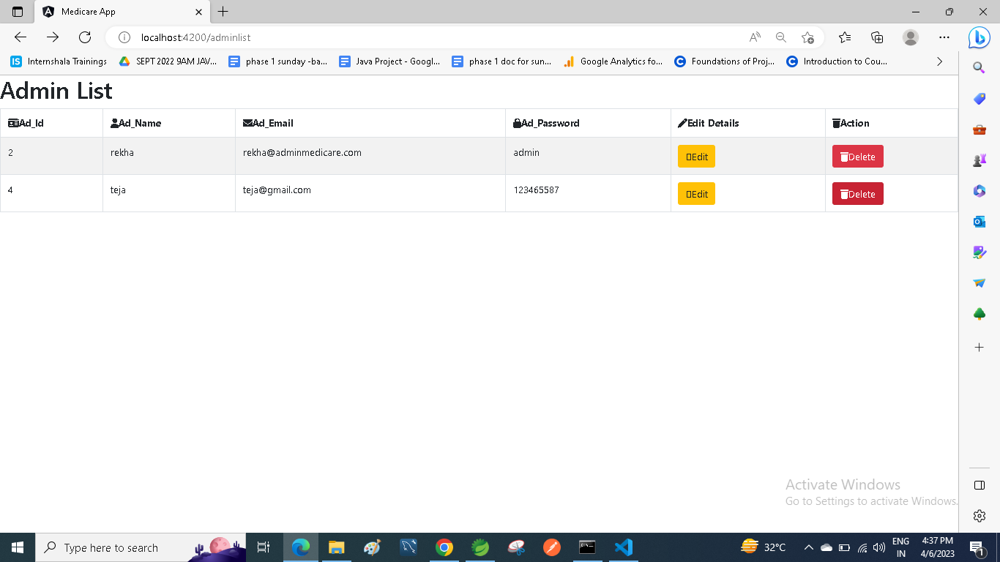 Medicare App
localhost:4200/adminlist
Internshala Trainings SEPT 2022 9AM JAV... phase 1 sunday -ba... Java Project - Googl... phase 1 doc for sun... Google Analytics fo... Foundations of Proj... Introduction to Cou...
Admin List
Ad_Id Ad_Name Ad_Email Ad_Password Edit Details Action
2 rekha rekha@adminmedicare.com admin Edit Delete
4 teja teja@gmail.com 123465587 Edit Delete
Activate Windows
Go to Settings to activate Windows.
Type here to search
32°C
ENG
IN
4:37 PM
4/6/2023
1